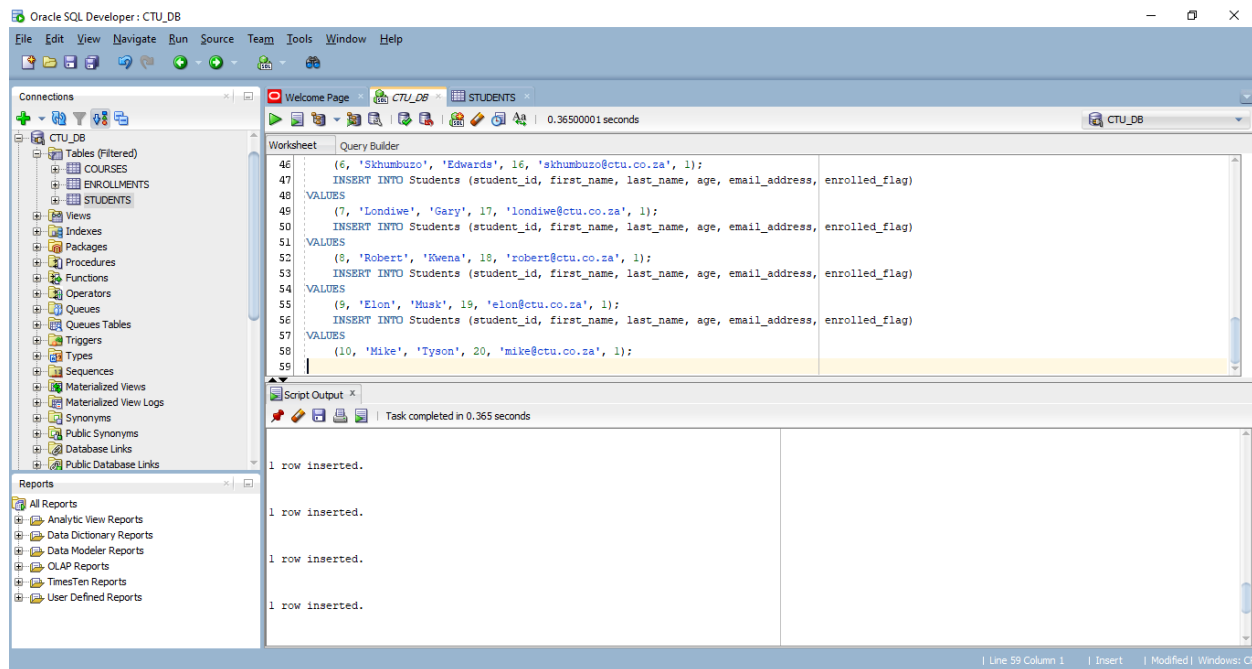 Oracle SQL Developer : CTU_DB
File Edit View Navigate Run Source Team Tools Window Help
Connections
CTU_DB
Tables (Filtered)
COURSES
ENROLLMENTS
STUDENTS
Views
Indexes
Packages
Procedures
Functions
Operators
Queues
Queues Tables
Triggers
Types
Sequences
Materialized Views
Materialized View Logs
Synonyms
Public Synonyms
Database Links
Public Database Links
Reports
All Reports
Analytic View Reports
Data Dictionary Reports
Data Modeler Reports
OLAP Reports
TimesTen Reports
User Defined Reports
Welcome Page CTU_DB STUDENTS
0.36500001 seconds CTU_DB
Worksheet Query Builder
46 (6, 'Skhumbuzo', 'Edwards', 16, 'skhumbuzo@ctu.co.za', 1);
47 INSERT INTO Students (student_id, first_name, last_name, age, email_address, enrolled_flag)
48 VALUES
49 (7, 'Londiwe', 'Gary', 17, 'londiwe@ctu.co.za', 1);
50 INSERT INTO Students (student_id, first_name, last_name, age, email_address, enrolled_flag)
51 VALUES
52 (8, 'Robert', 'Kwena', 18, 'robert@ctu.co.za', 1);
53 INSERT INTO Students (student_id, first_name, last_name, age, email_address, enrolled_flag)
54 VALUES
55 (9, 'Elon', 'Musk', 19, 'elon@ctu.co.za', 1);
56 INSERT INTO Students (student_id, first_name, last_name, age, email_address, enrolled_flag)
57 VALUES
58 (10, 'Mike', 'Tyson', 20, 'mike@ctu.co.za', 1);
59
Script Output
Task completed in 0.365 seconds
1 row inserted.
1 row inserted.
1 row inserted.
1 row inserted.
Line 59 Column 1 | Insert | Modified | Windows: C